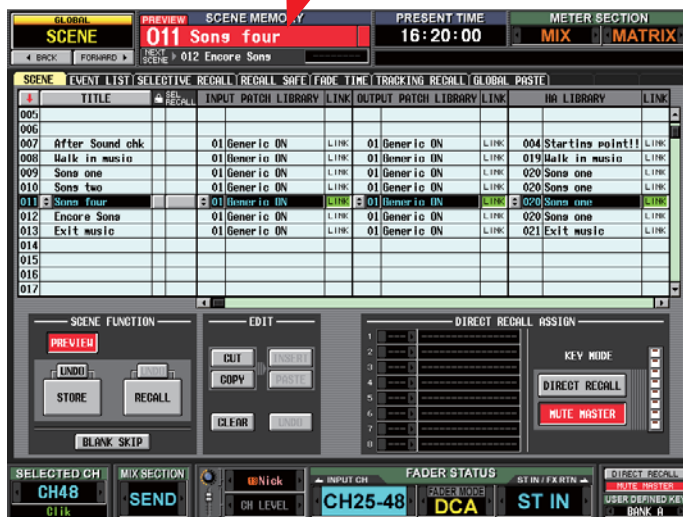 GLOBAL
SCENE
BACK FORWARD
PREVIEW SCENE MEMORY
011 Song four
NEXT SCENE 012 Encore Song
PRESENT TIME
16:20:00
METER SECTION
MIX MATRIX
SCENE EVENT LIST SELECTIVE RECALL RECALL SAFE FADE TIME TRACKING RECALL GLOBAL PASTE
TITLE SEL RECALL INPUT PATCH LIBRARY LINK OUTPUT PATCH LIBRARY LINK HA LIBRARY LINK
005
006
007 After Sound chk 01 Generic ON LINK 01 Generic ON LINK 004 Starting point!! LINK
008 Walk in music 01 Generic ON LINK 01 Generic ON LINK 019 Walk in music LINK
009 Song one 01 Generic ON LINK 01 Generic ON LINK 020 Song one LINK
010 Song two 01 Generic ON LINK 01 Generic ON LINK 020 Song one LINK
011 Song four 01 Generic ON LINK 01 Generic ON LINK 020 Song one LINK
012 Encore Song 01 Generic ON LINK 01 Generic ON LINK 020 Song one LINK
013 Exit music 01 Generic ON LINK 01 Generic ON LINK 021 Exit music LINK
014
015
016
017
SCENE FUNCTION
PREVIEW
UNDO UNDO
STORE RECALL
BLANK SKIP
EDIT
CUT INSERT
COPY PASTE
CLEAR UNDO
DIRECT RECALL ASSIGN
1
2
3
4
5
6
7
8
KEY MODE
DIRECT RECALL
MUTE MASTER
SELECTED CH
CH48
Clik
MIX SECTION
SEND
Nick
CH LEVEL
FADER STATUS
INPUT CH
CH25-48
FADER MODE
DCA
ST IN / FX RTN
ST IN
DIRECT RECALL
MUTE MASTER
USER DEFINED KEY
BANK A